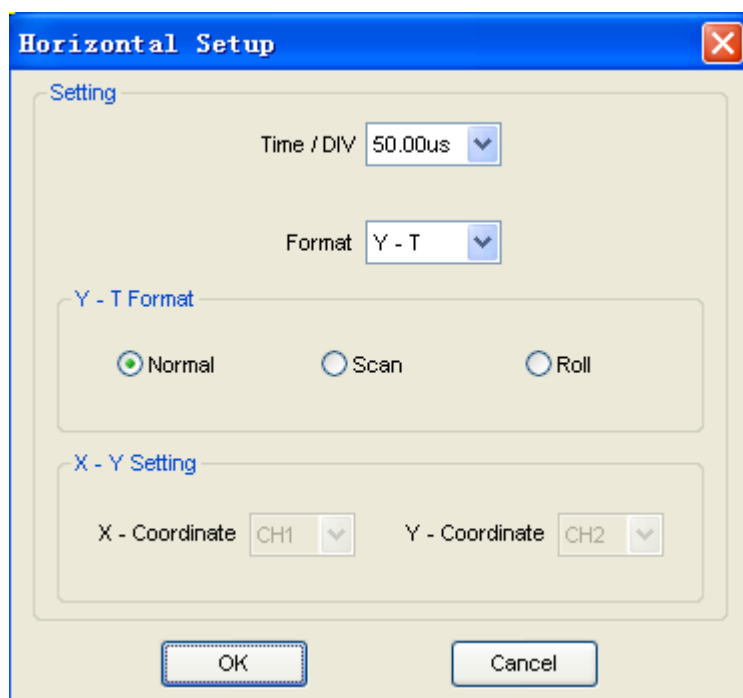 Horizontal Setup
Setting
Time / DIV 50.00us
Format Y - T
Y - T Format
Normal Scan Roll
X - Y Setting
X - Coordinate CH1 Y - Coordinate CH2
OK Cancel